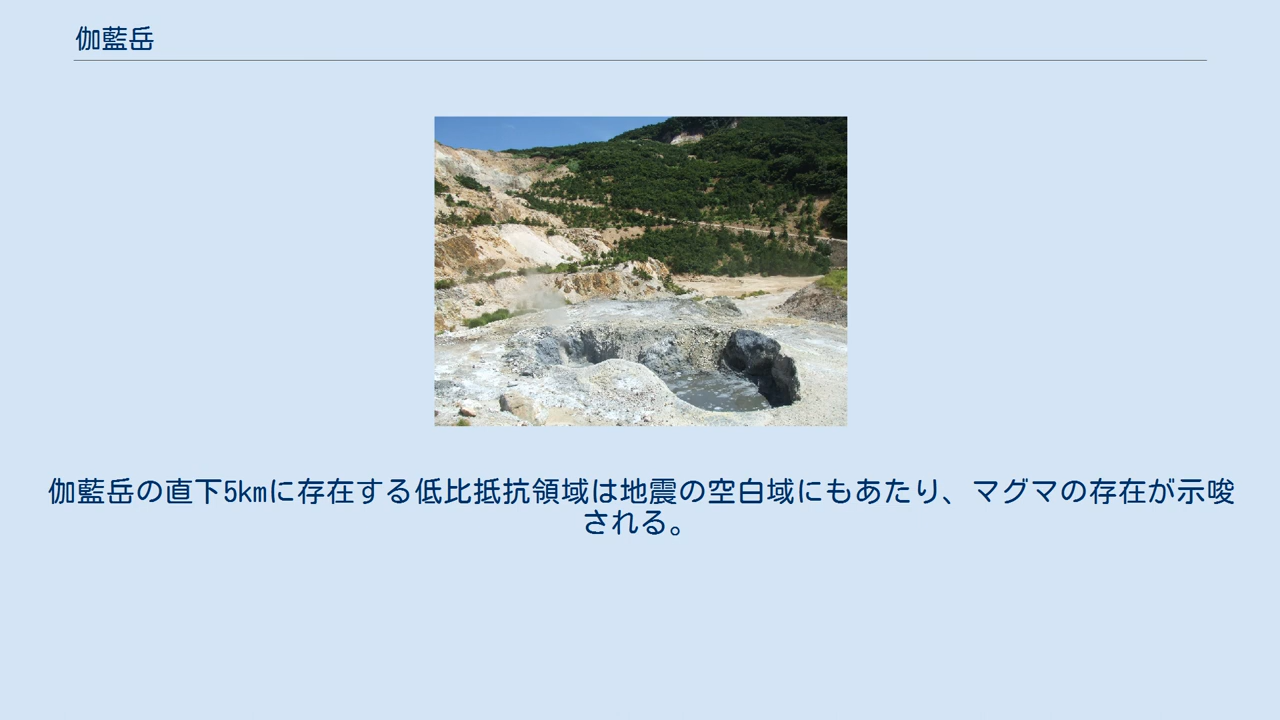 伽藍岳
伽藍岳の直下5kmに存在する低比抵抗領域は地震の空白域にもあたり、マグマの存在が示唆
される。